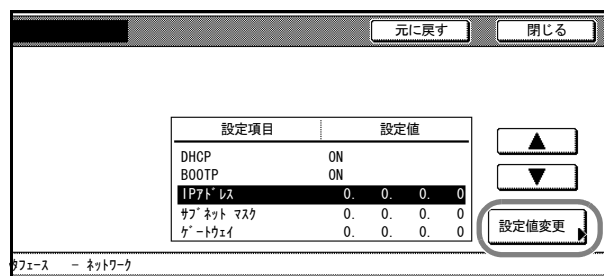 元に戻す 閉じる
設定項目 設定値
DHCP ON
BOOTP ON
IPｱﾄﾞﾚｽ 0. 0. 0. 0
ｻﾌﾞﾈｯﾄ ﾏｽｸ 0. 0. 0. 0
ｹﾞｰﾄｳｪｲ 0. 0. 0. 0
▲
▼
設定値変更
ﾀﾌｪｰｽ － ﾈｯﾄﾜｰｸ